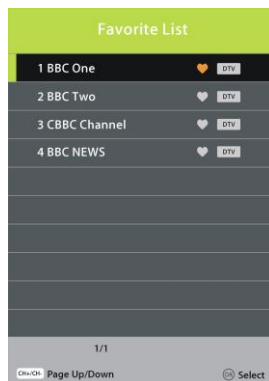 Favorite List
1 BBC One DTV
2 BBC Two DTV
3 CBBC Channel DTV
4 BBC NEWS DTV
1/1
CH+/CH- Page Up/Down OK Select